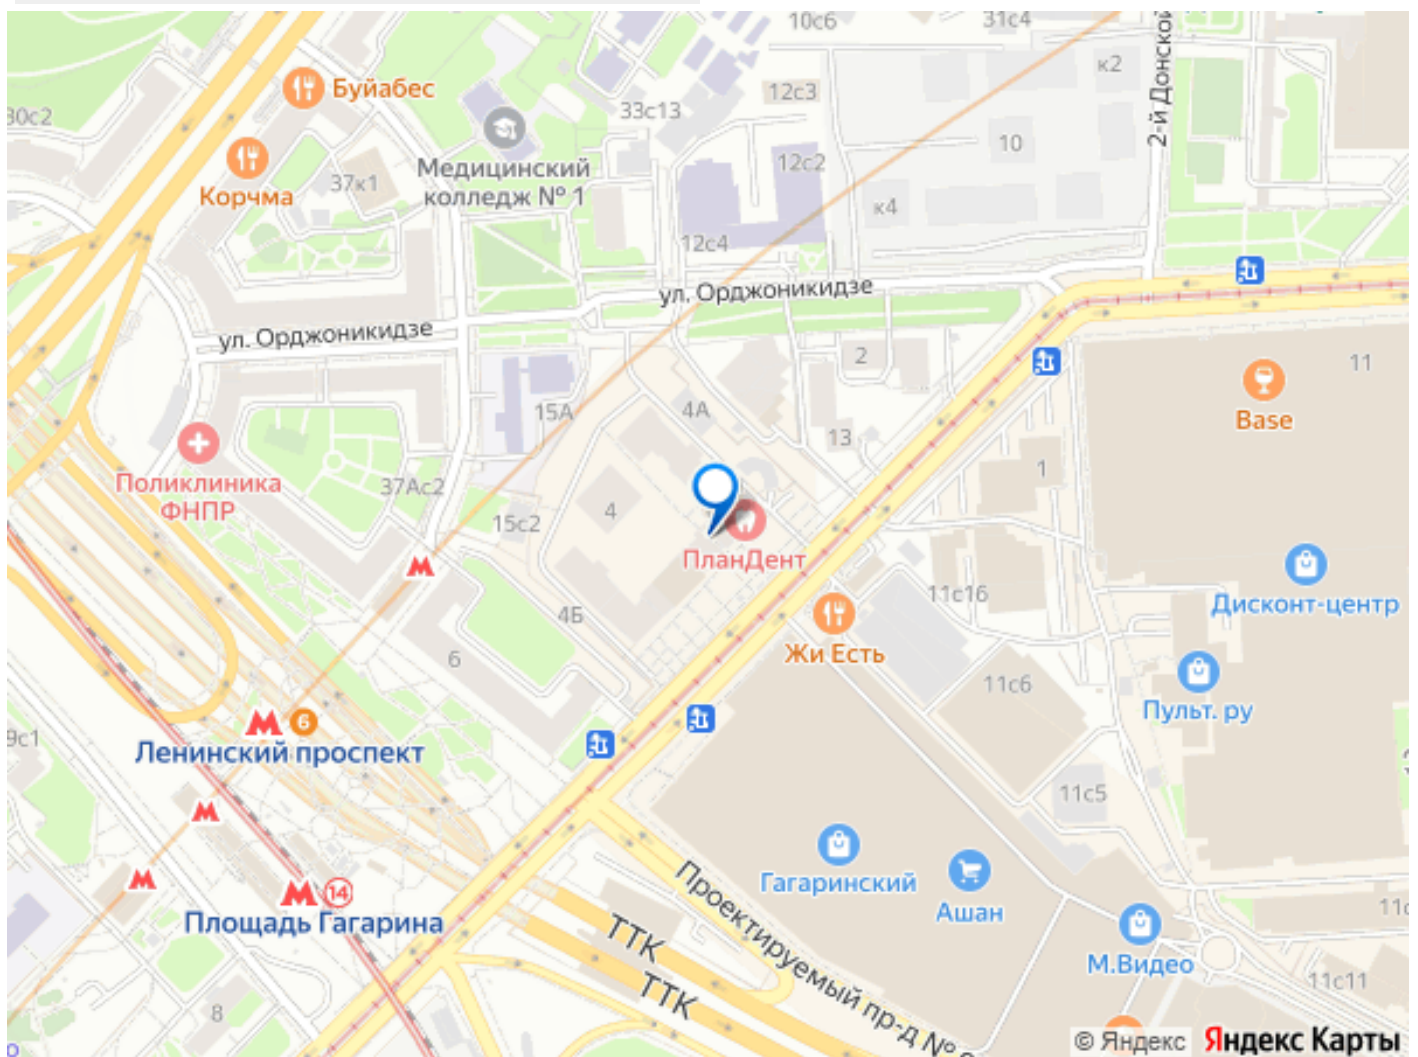 10с6
31с4
к2
2-й Донской
Буйабес
12с3
33с13
30с2
10
Медицинский
колледж № 1
12с2
37к1
Корчма
к4
12с4
ул. Орджоникидзе
ул. Орджоникидзе
2
11
Base
15А
4А
13
Поликлиника
ФНПР
37Ас2
1
4
15с2
ПланДент
М
11с16
Дисконт-центр
4Б
Жи Есть
6
11с6
Пульт. ру
М
6
Ленинский проспект
9с1
11с5
М
М
М
14
Площадь Гагарина
Гагаринский
Ашан
ТТК
ТТК
Проектируемый пр-д №
М.Видео
11с11
8
© Яндекс Яндекс Карты